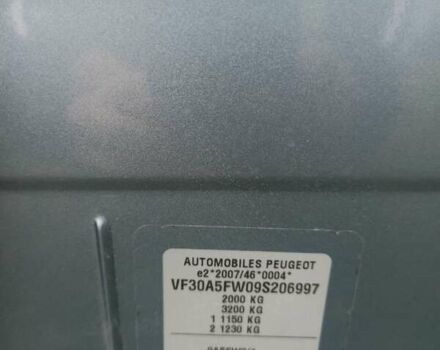 AUTOMOBILES PEUGEOT
e2*2007/46*0004*
VF30A5FW09S206997
2000 KG
3200 KG
1 1150 KG
2 1230 KG